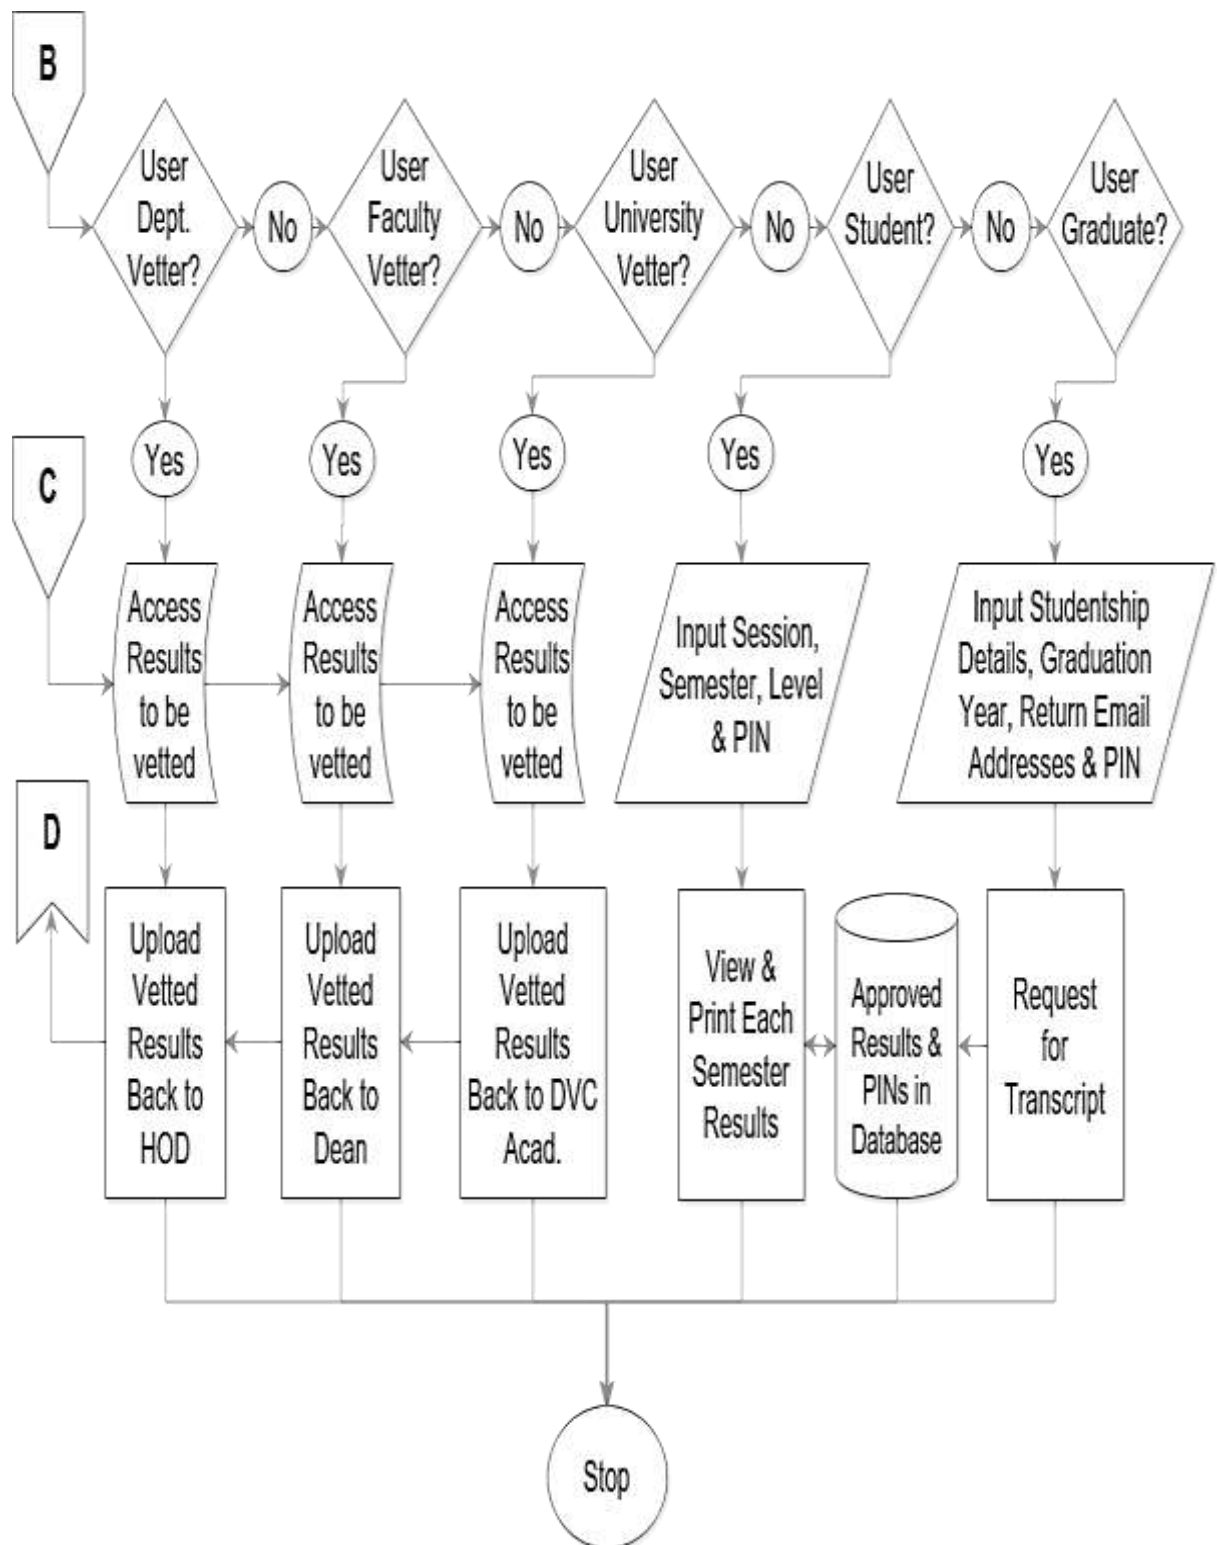 B
User
Dept.
Vetter?
No
User
Faculty
Vetter?
No
User
University
Vetter?
No
User
Student?
No
User
Graduate?
Yes
Yes
Yes
Yes
Yes
C
Access
Results
to be
vetted
Access
Results
to be
vetted
Access
Results
to be
vetted
Input Session,
Semester, Level
& PIN
Input Studentship
Details, Graduation
Year, Return Email
Addresses & PIN
D
Upload
Vetted
Results
Back to
HOD
Upload
Vetted
Results
Back to
Dean
Upload
Vetted
Results
Back to DVC
Acad.
View &
Print Each
Semester
Results
Approved
Results &
PINs in
Database
Request
for
Transcript
Stop